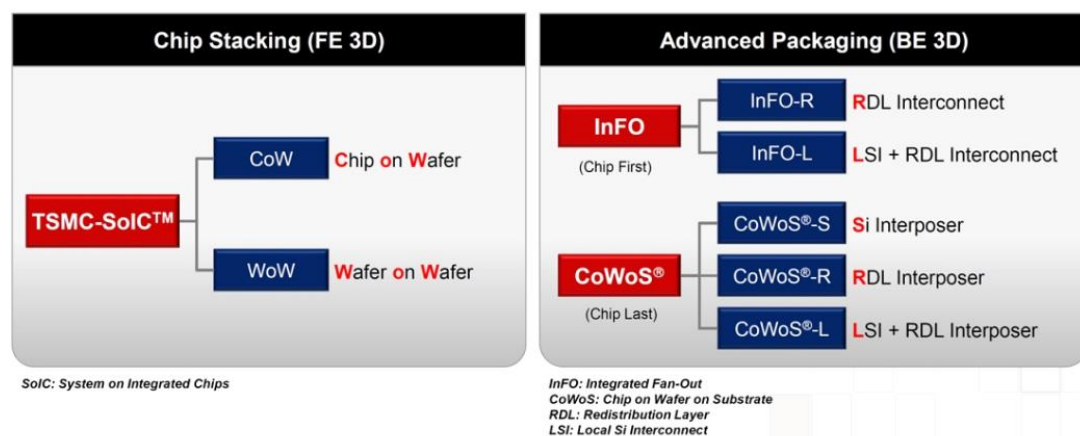 Chip Stacking (FE 3D)
TSMC-SoIC™
CoW
Chip on Wafer
WoW
Wafer on Wafer
SoIC: System on Integrated Chips
Advanced Packaging (BE 3D)
InFO
(Chip First)
InFO-R
RDL Interconnect
InFO-L
LSI + RDL Interconnect
CoWoS®
(Chip Last)
CoWoS®-S
Si Interposer
CoWoS®-R
RDL Interposer
CoWoS®-L
LSI + RDL Interposer
InFO: Integrated Fan-Out
CoWoS: Chip on Wafer on Substrate
RDL: Redistribution Layer
LSI: Local Si Interconnect